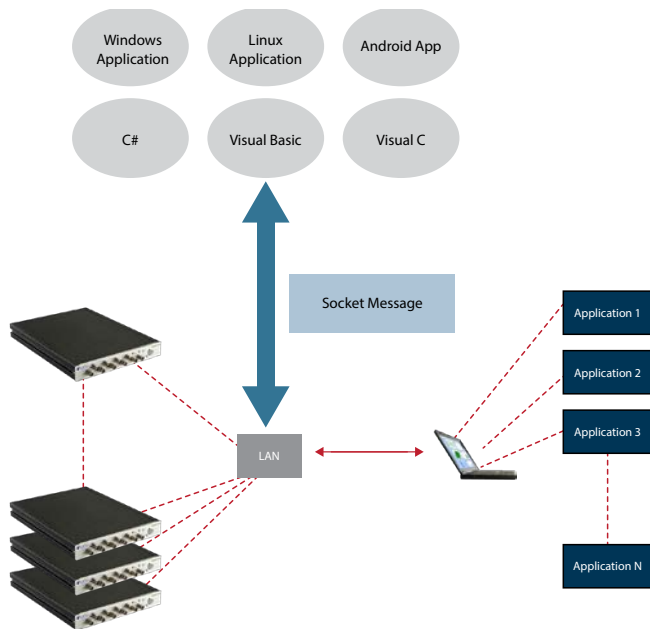 Windows
Application
Linux
Application
Android App
C#
Visual Basic
Visual C
Socket Message
Application 1
Application 2
Application 3
LAN
Application N